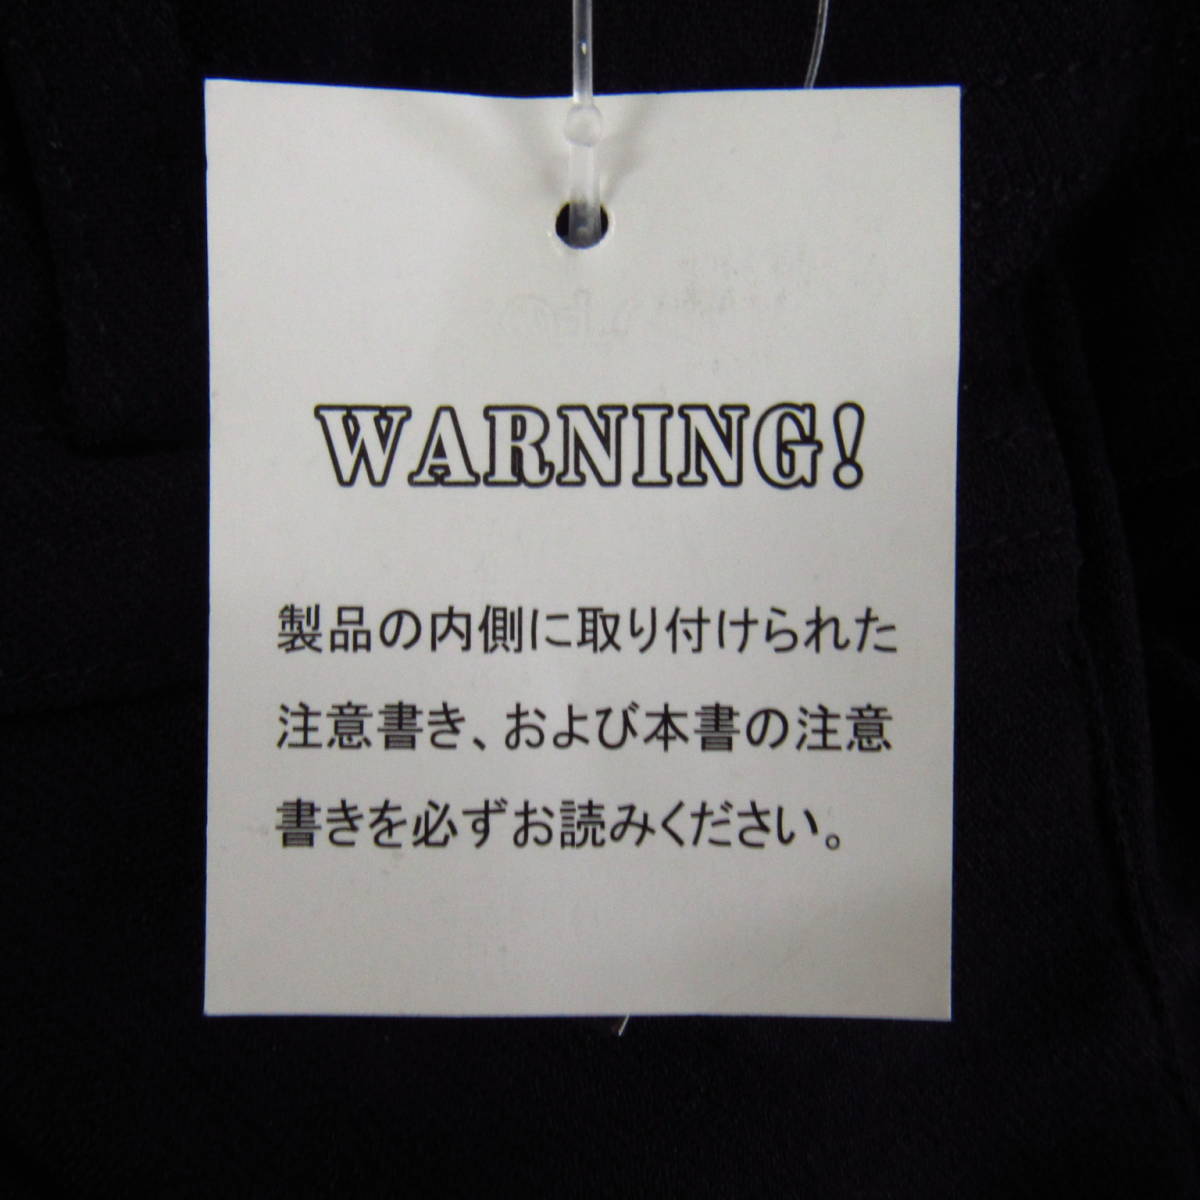 WARNING!
製品の内側に取り付けられた
注意書き、および本書の注意
書きを必ずお読みください。